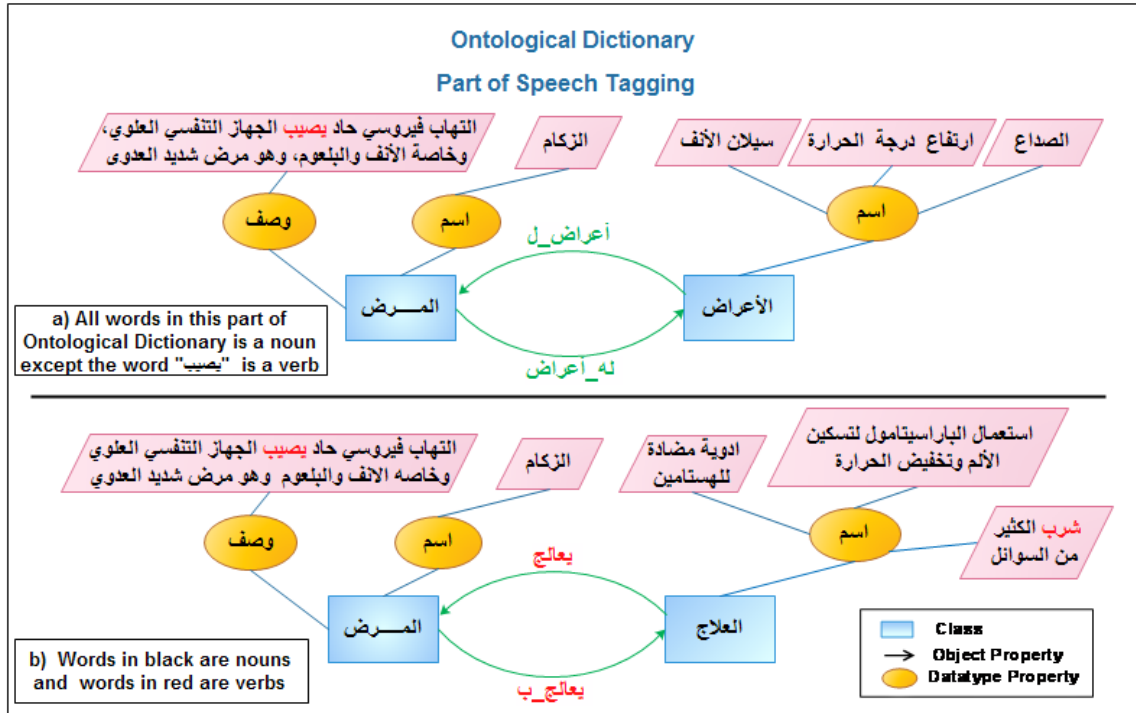 Ontological Dictionary
Part of Speech Tagging
التهاب فيروسي حاد يصيب الجهاز التنفسي العلوي،
وخاصة الأنف والبلعوم، وهو مرض شديد العدوى
الزكام
سيلان الأنف
ارتفاع درجة الحرارة
الصداع
وصف
اسم
اسم
أعراض_ل
المـــرض
الأعراض
له_أعراض
a) All words in this part of
Ontological Dictionary is a noun
except the word "يصيب" is a verb
التهاب فيروسي حاد يصيب الجهاز التنفسي العلوي
وخاصه الانف والبلعوم وهو مرض شديد العدوي
الزكام
ادوية مضادة
للهستامين
استعمال الباراسيتامول لتسكين
الألم وتخفيض الحرارة
شرب الكثير
من السوائل
وصف
اسم
اسم
يعالج
المـــرض
العلاج
يعالج_ب
b) Words in black are nouns
and words in red are verbs
Class
Object Property
Datatype Property